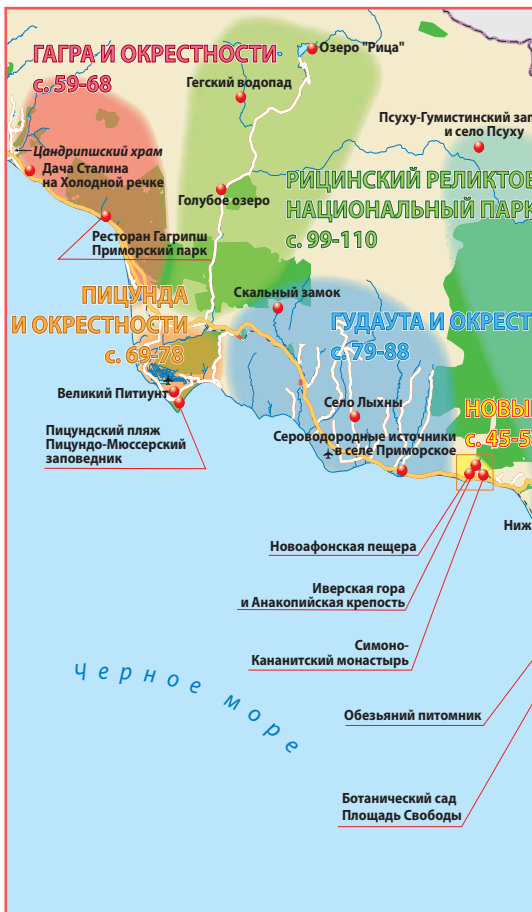 ГАГРА И ОКРЕСТНОСТИ
с. 59-68
Озеро "Рица"
Гегский водопад
Псуху-Гумистинский зап
и село Псуху
Цандрипшский храм
Дача Сталина
на Холодной речке
Голубое озеро
РИЦИНСКИЙ РЕЛИКТОВ
НАЦИОНАЛЬНЫЙ ПАРК
с. 99-110
Ресторан Гагрипш
Приморский парк
ПИЦУНДА
И ОКРЕСТНОСТИ
с. 69-78
Скальный замок
ГУДАУТА И ОКРЕСТ
с. 79-88
Великий Питиунт
Село Лыхны
НОВЫ
с. 45-5
Пицундский пляж
Пицундо-Мюссерский
заповедник
Сероводородные источники
в селе Приморское
Ниж
Новоафонская пещера
Иверская гора
и Анакопийская крепость
Симоно-
Кананитский монастырь
Черное море
Обезьяний питомник
Ботанический сад
Площадь Свободы